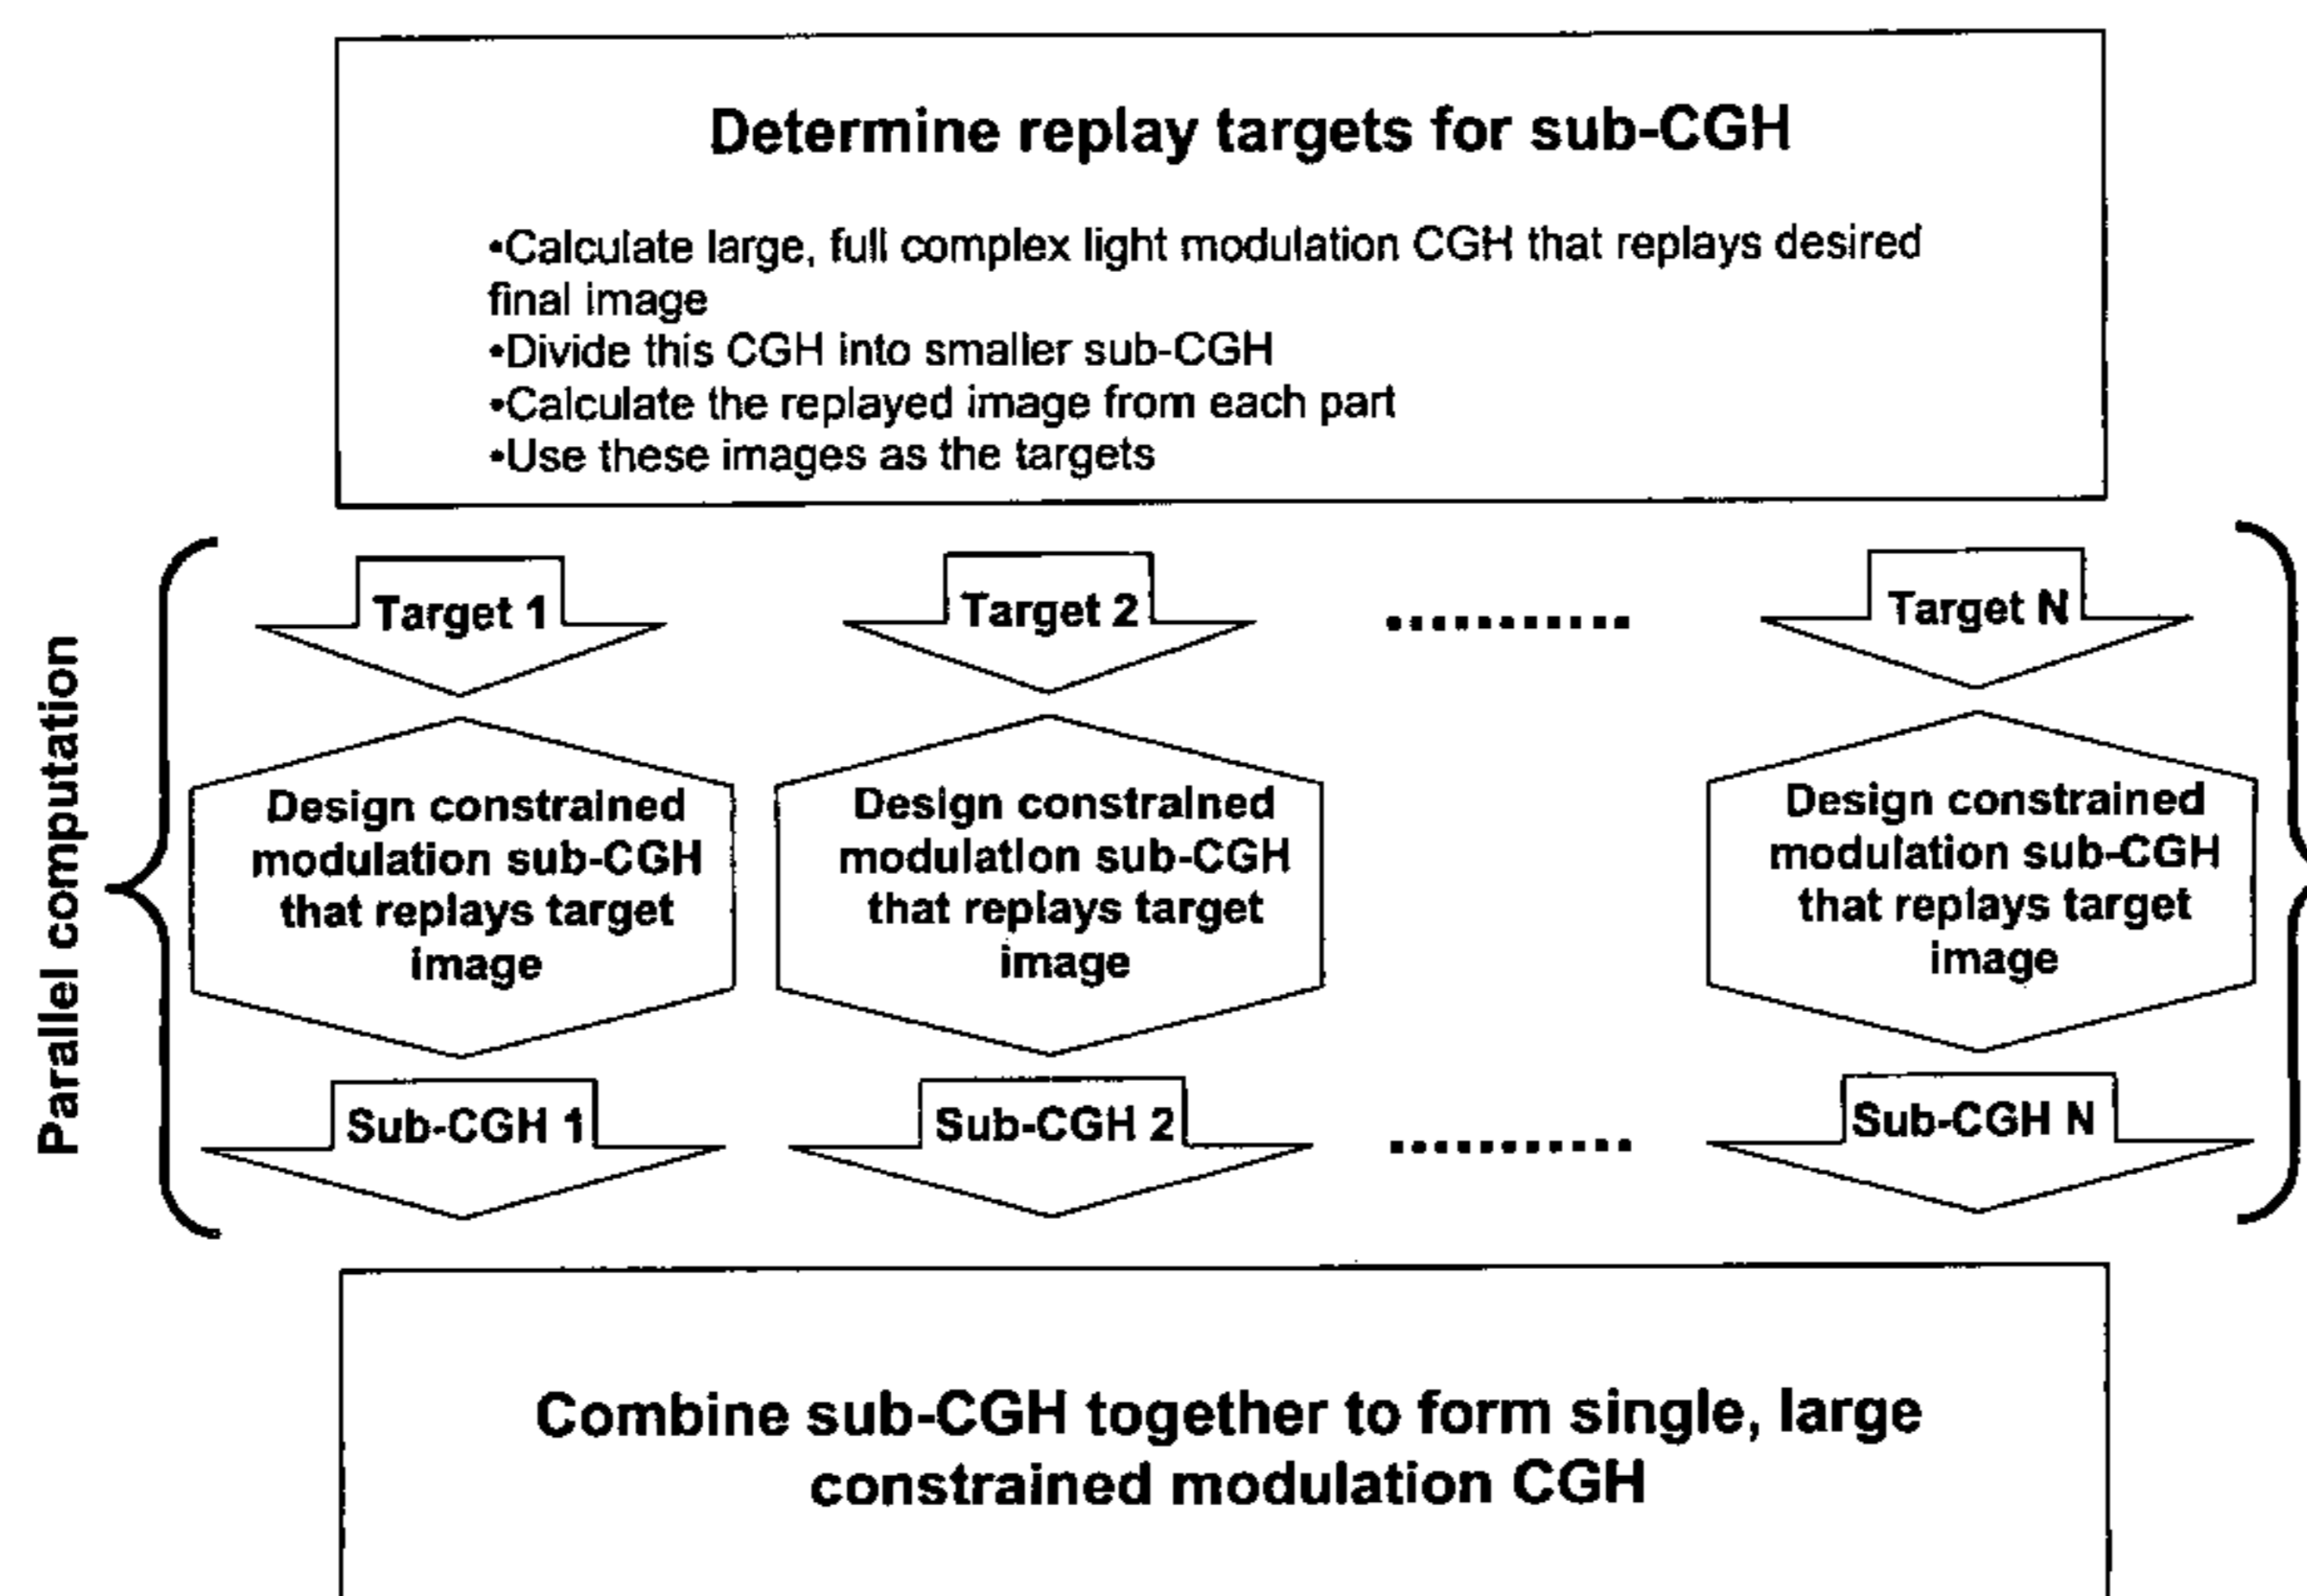 Determine replay targets for sub-CGH
•Calculate large, full complex light modulation CGH that replays desired
final image
•Divide this CGH into smaller sub-CGH
•Calculate the replayed image from each part
•Use these images as the targets
Parallel computation
Target 1
Target 2
...........
Target N
Design constrained
modulation sub-CGH
that replays target
image
Design constrained
modulation sub-CGH
that replays target
image
Design constrained
modulation sub-CGH
that replays target
image
Sub-CGH 1
Sub-CGH 2
...........
Sub-CGH N
Combine sub-CGH together to form single, large
constrained modulation CGH